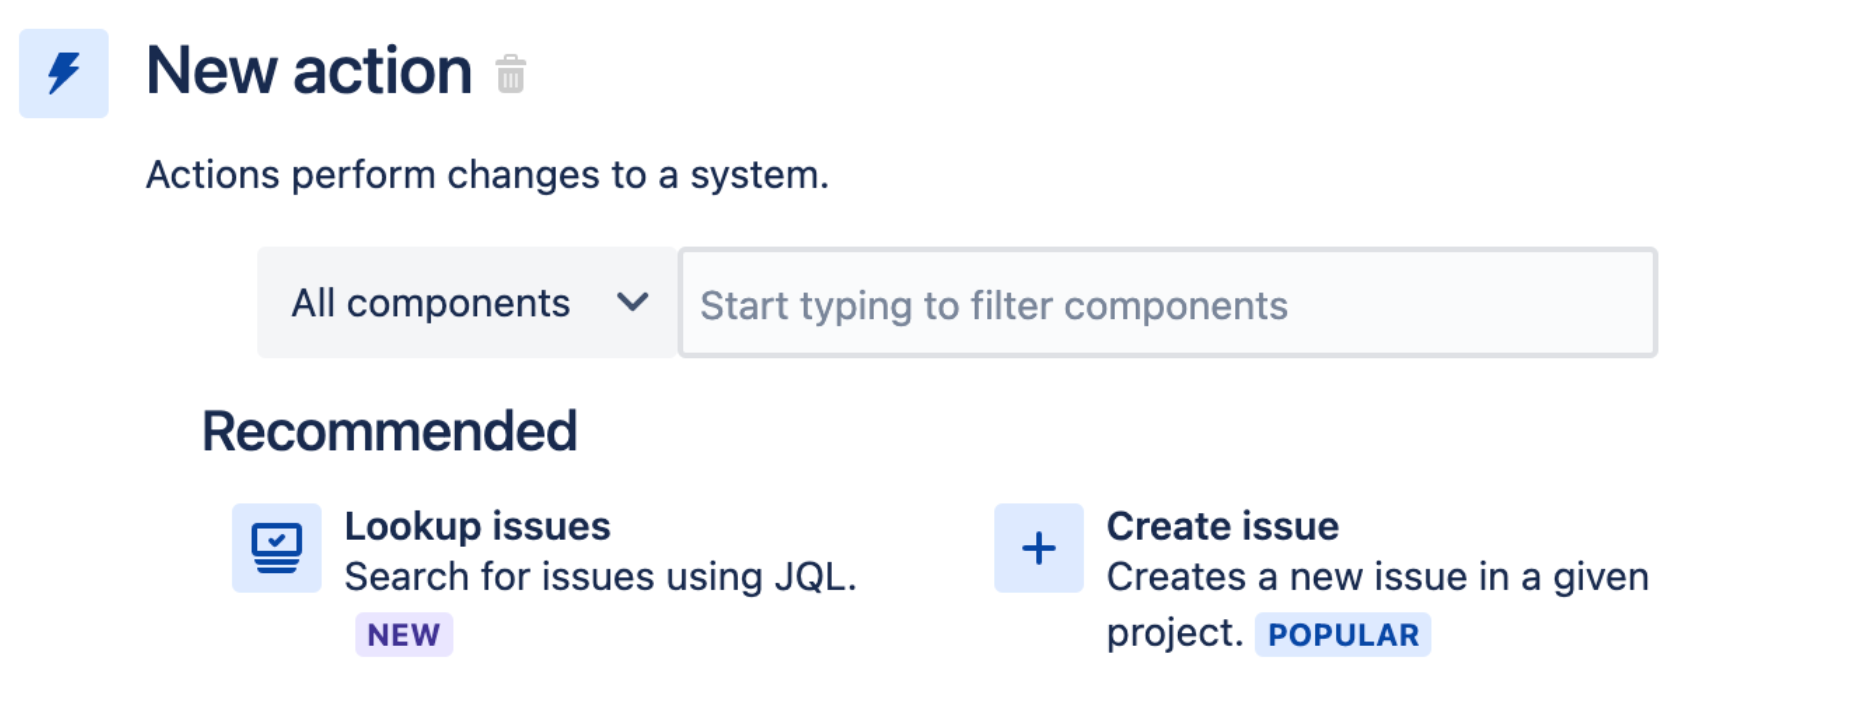 New action
Actions perform changes to a system.
All components
Start typing to filter components
Recommended
Lookup issues
Search for issues using JQL.
NEW
Create issue
Creates a new issue in a given
project. POPULAR